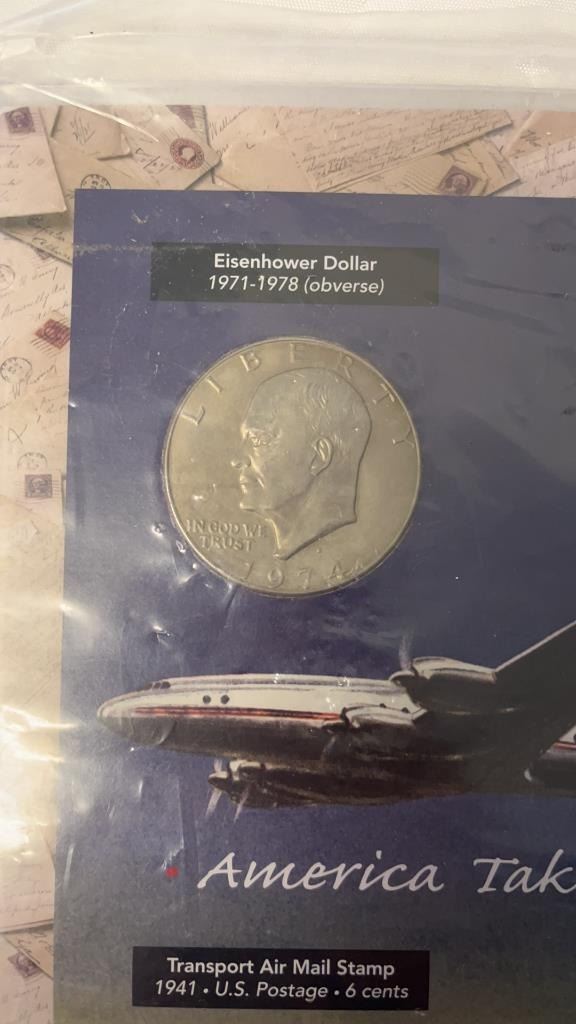 Eisenhower Dollar
1971-1978 (obverse)
LIBERTY
IN GOD WE
TRUST
1974
America Tak
Transport Air Mail Stamp
1941 • U.S. Postage • 6 cents